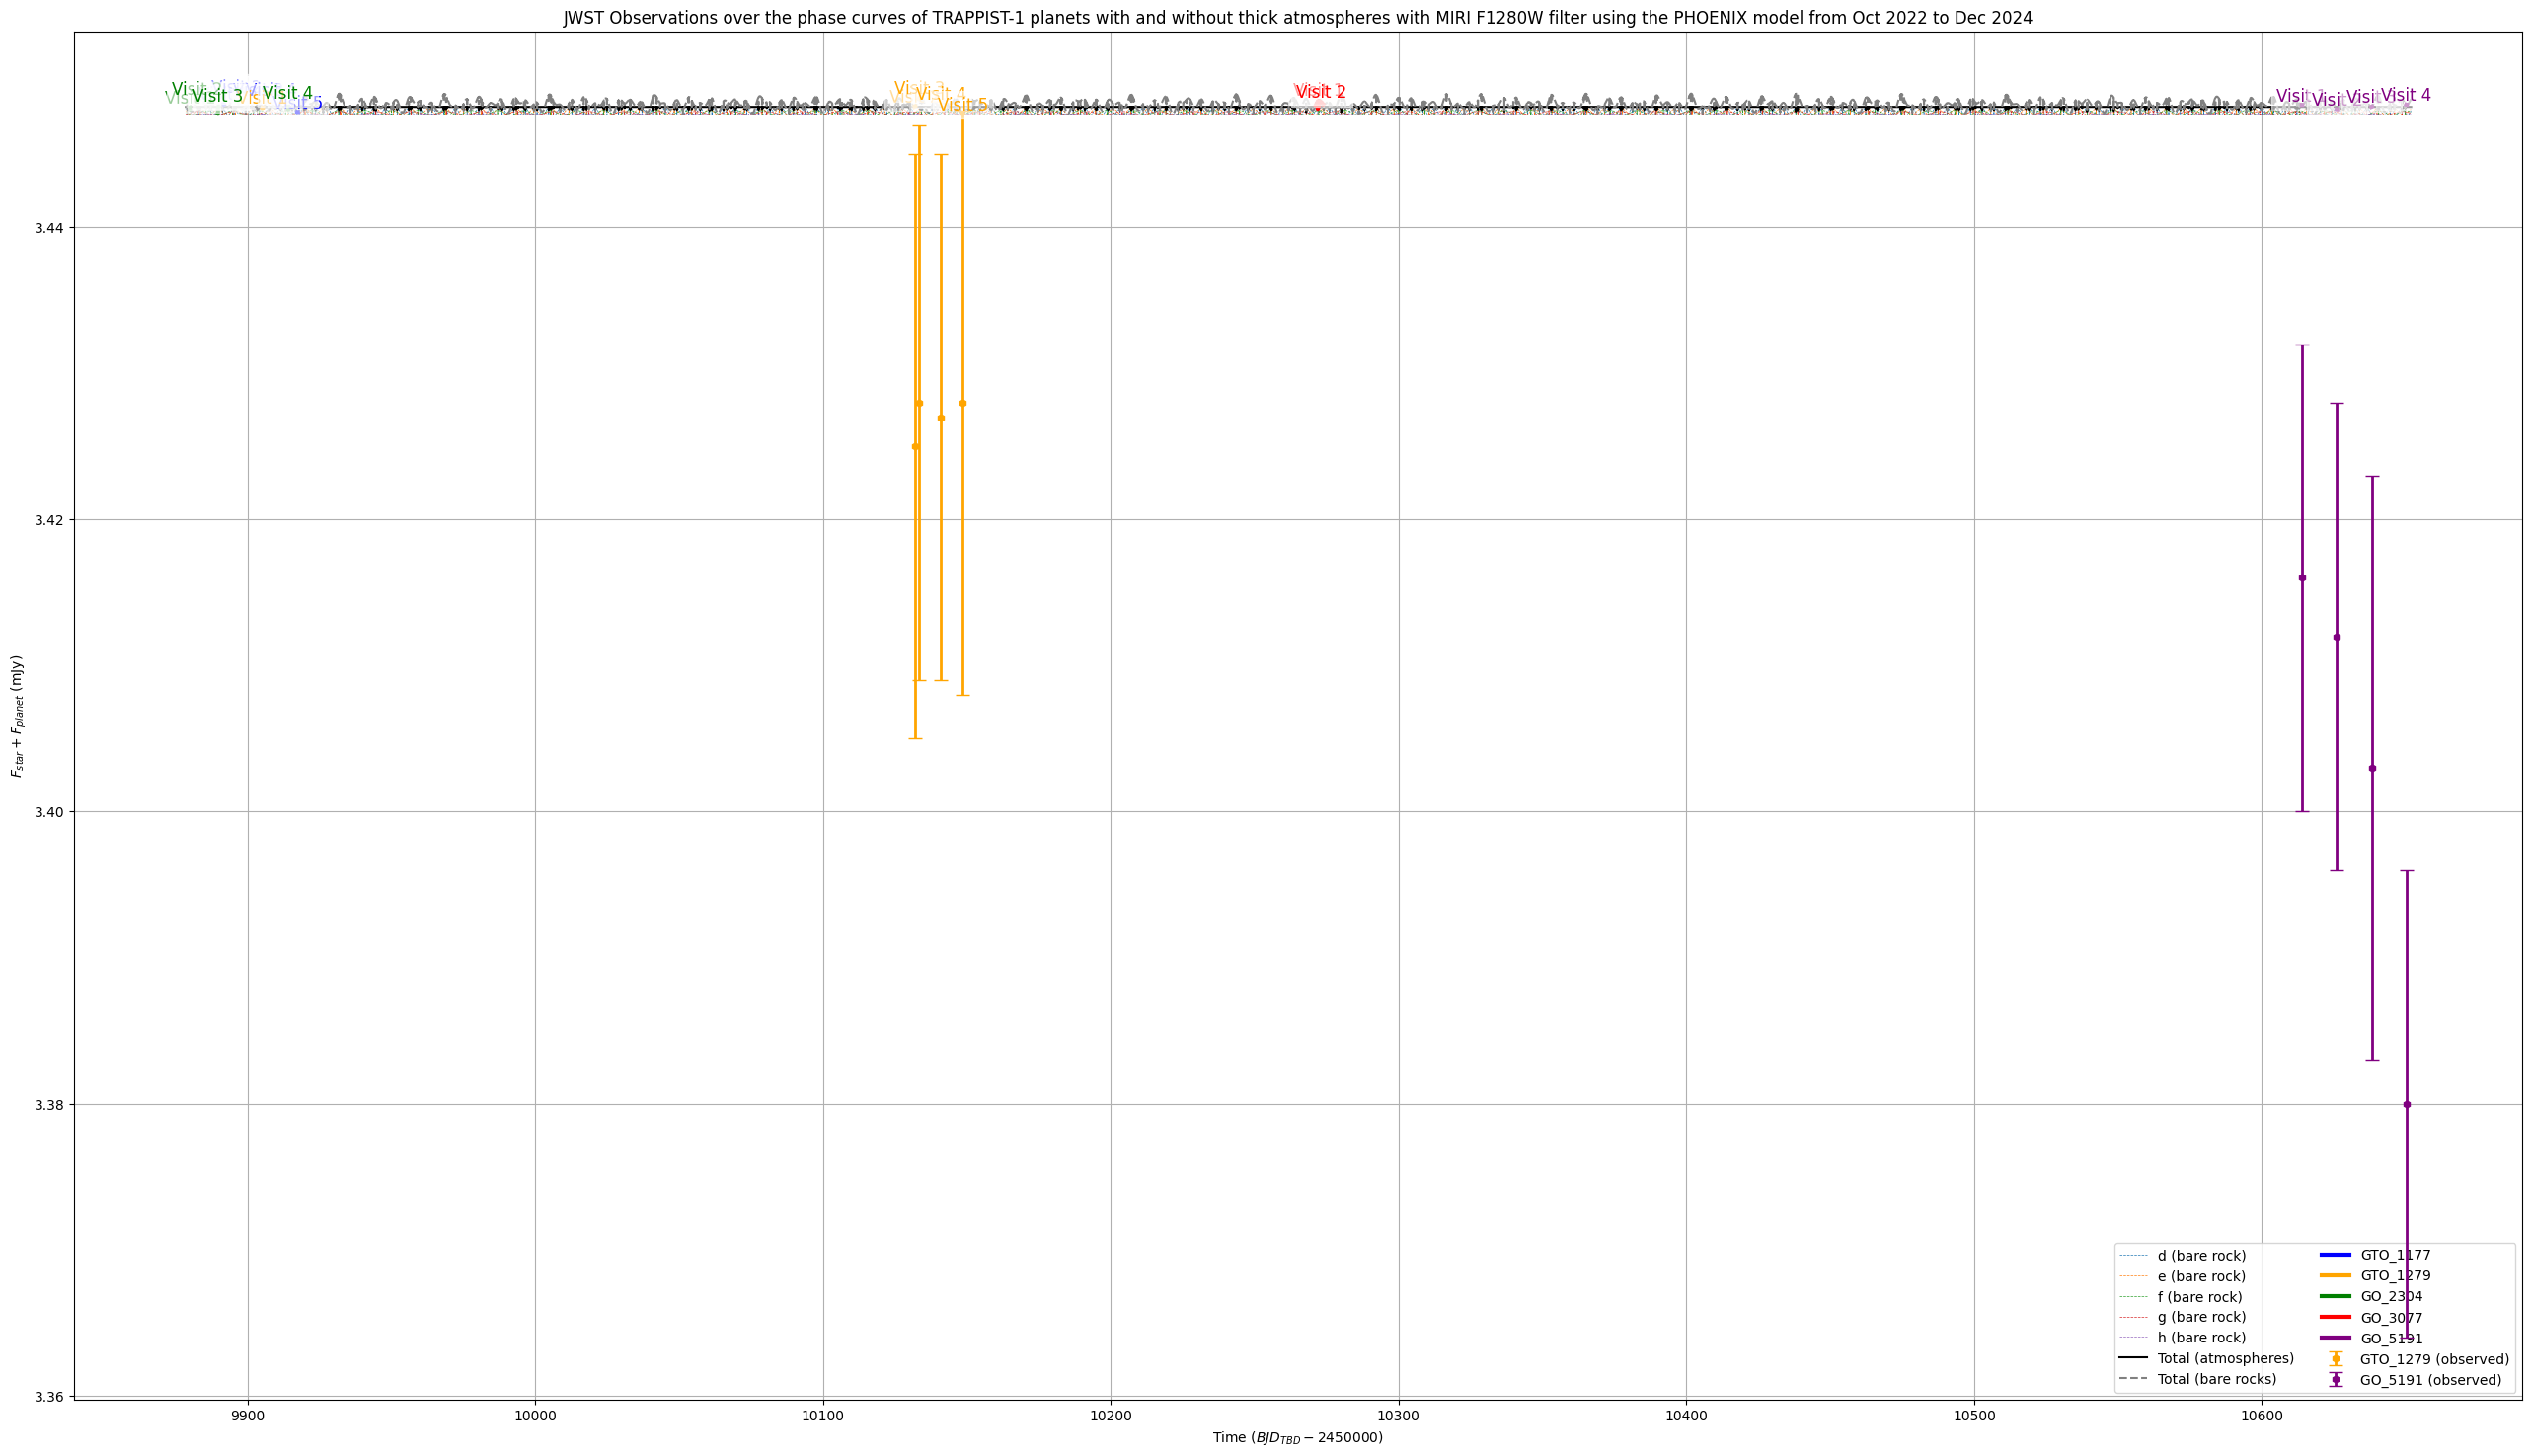 JWST Observations over the phase curves of TRAPPIST-1 planets with and without thick atmospheres with MIRI F1280W filter using the PHOENIX model from Oct 2022 to Dec 2024
Visit 3
Visit 4
5
Visit 5
Visit 2
Visit
Visit
Visit
Visit 4
3.44
3.42
3.40
3.38
3.36
F_star + F_planet (mJy)
9900
10000
10100
10200
10300
10400
10500
10600
Time (BJD_TBD − 2450000)
d (bare rock)
e (bare rock)
f (bare rock)
g (bare rock)
h (bare rock)
Total (atmospheres)
Total (bare rocks)
GTO_1177
GTO_1279
GO_2304
GO_3077
GO_5191
GTO_1279 (observed)
GO_5191 (observed)